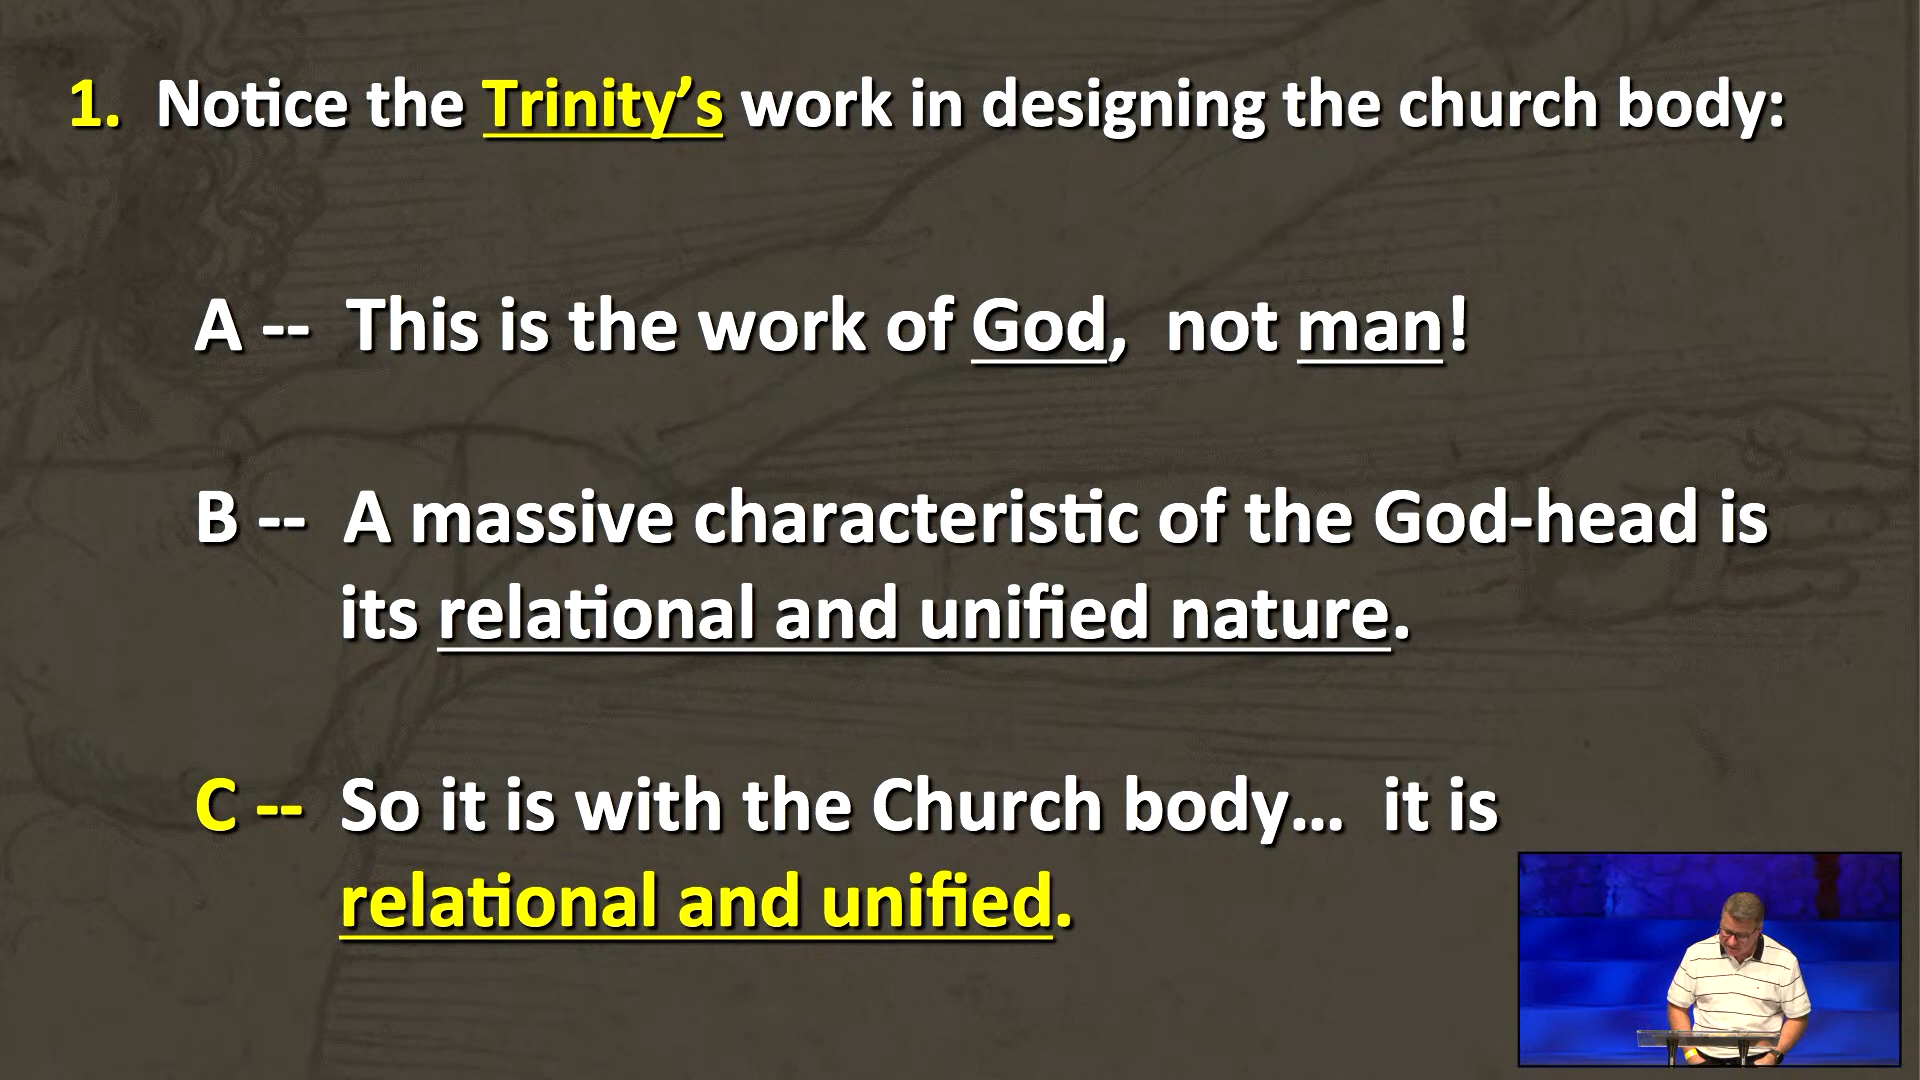 1. Notice the Trinity’s work in designing the church body:
A -- This is the work of God, not man!
B -- A massive characteristic of the God-head is
its relational and unified nature.
C -- So it is with the Church body… it is
relational and unified.